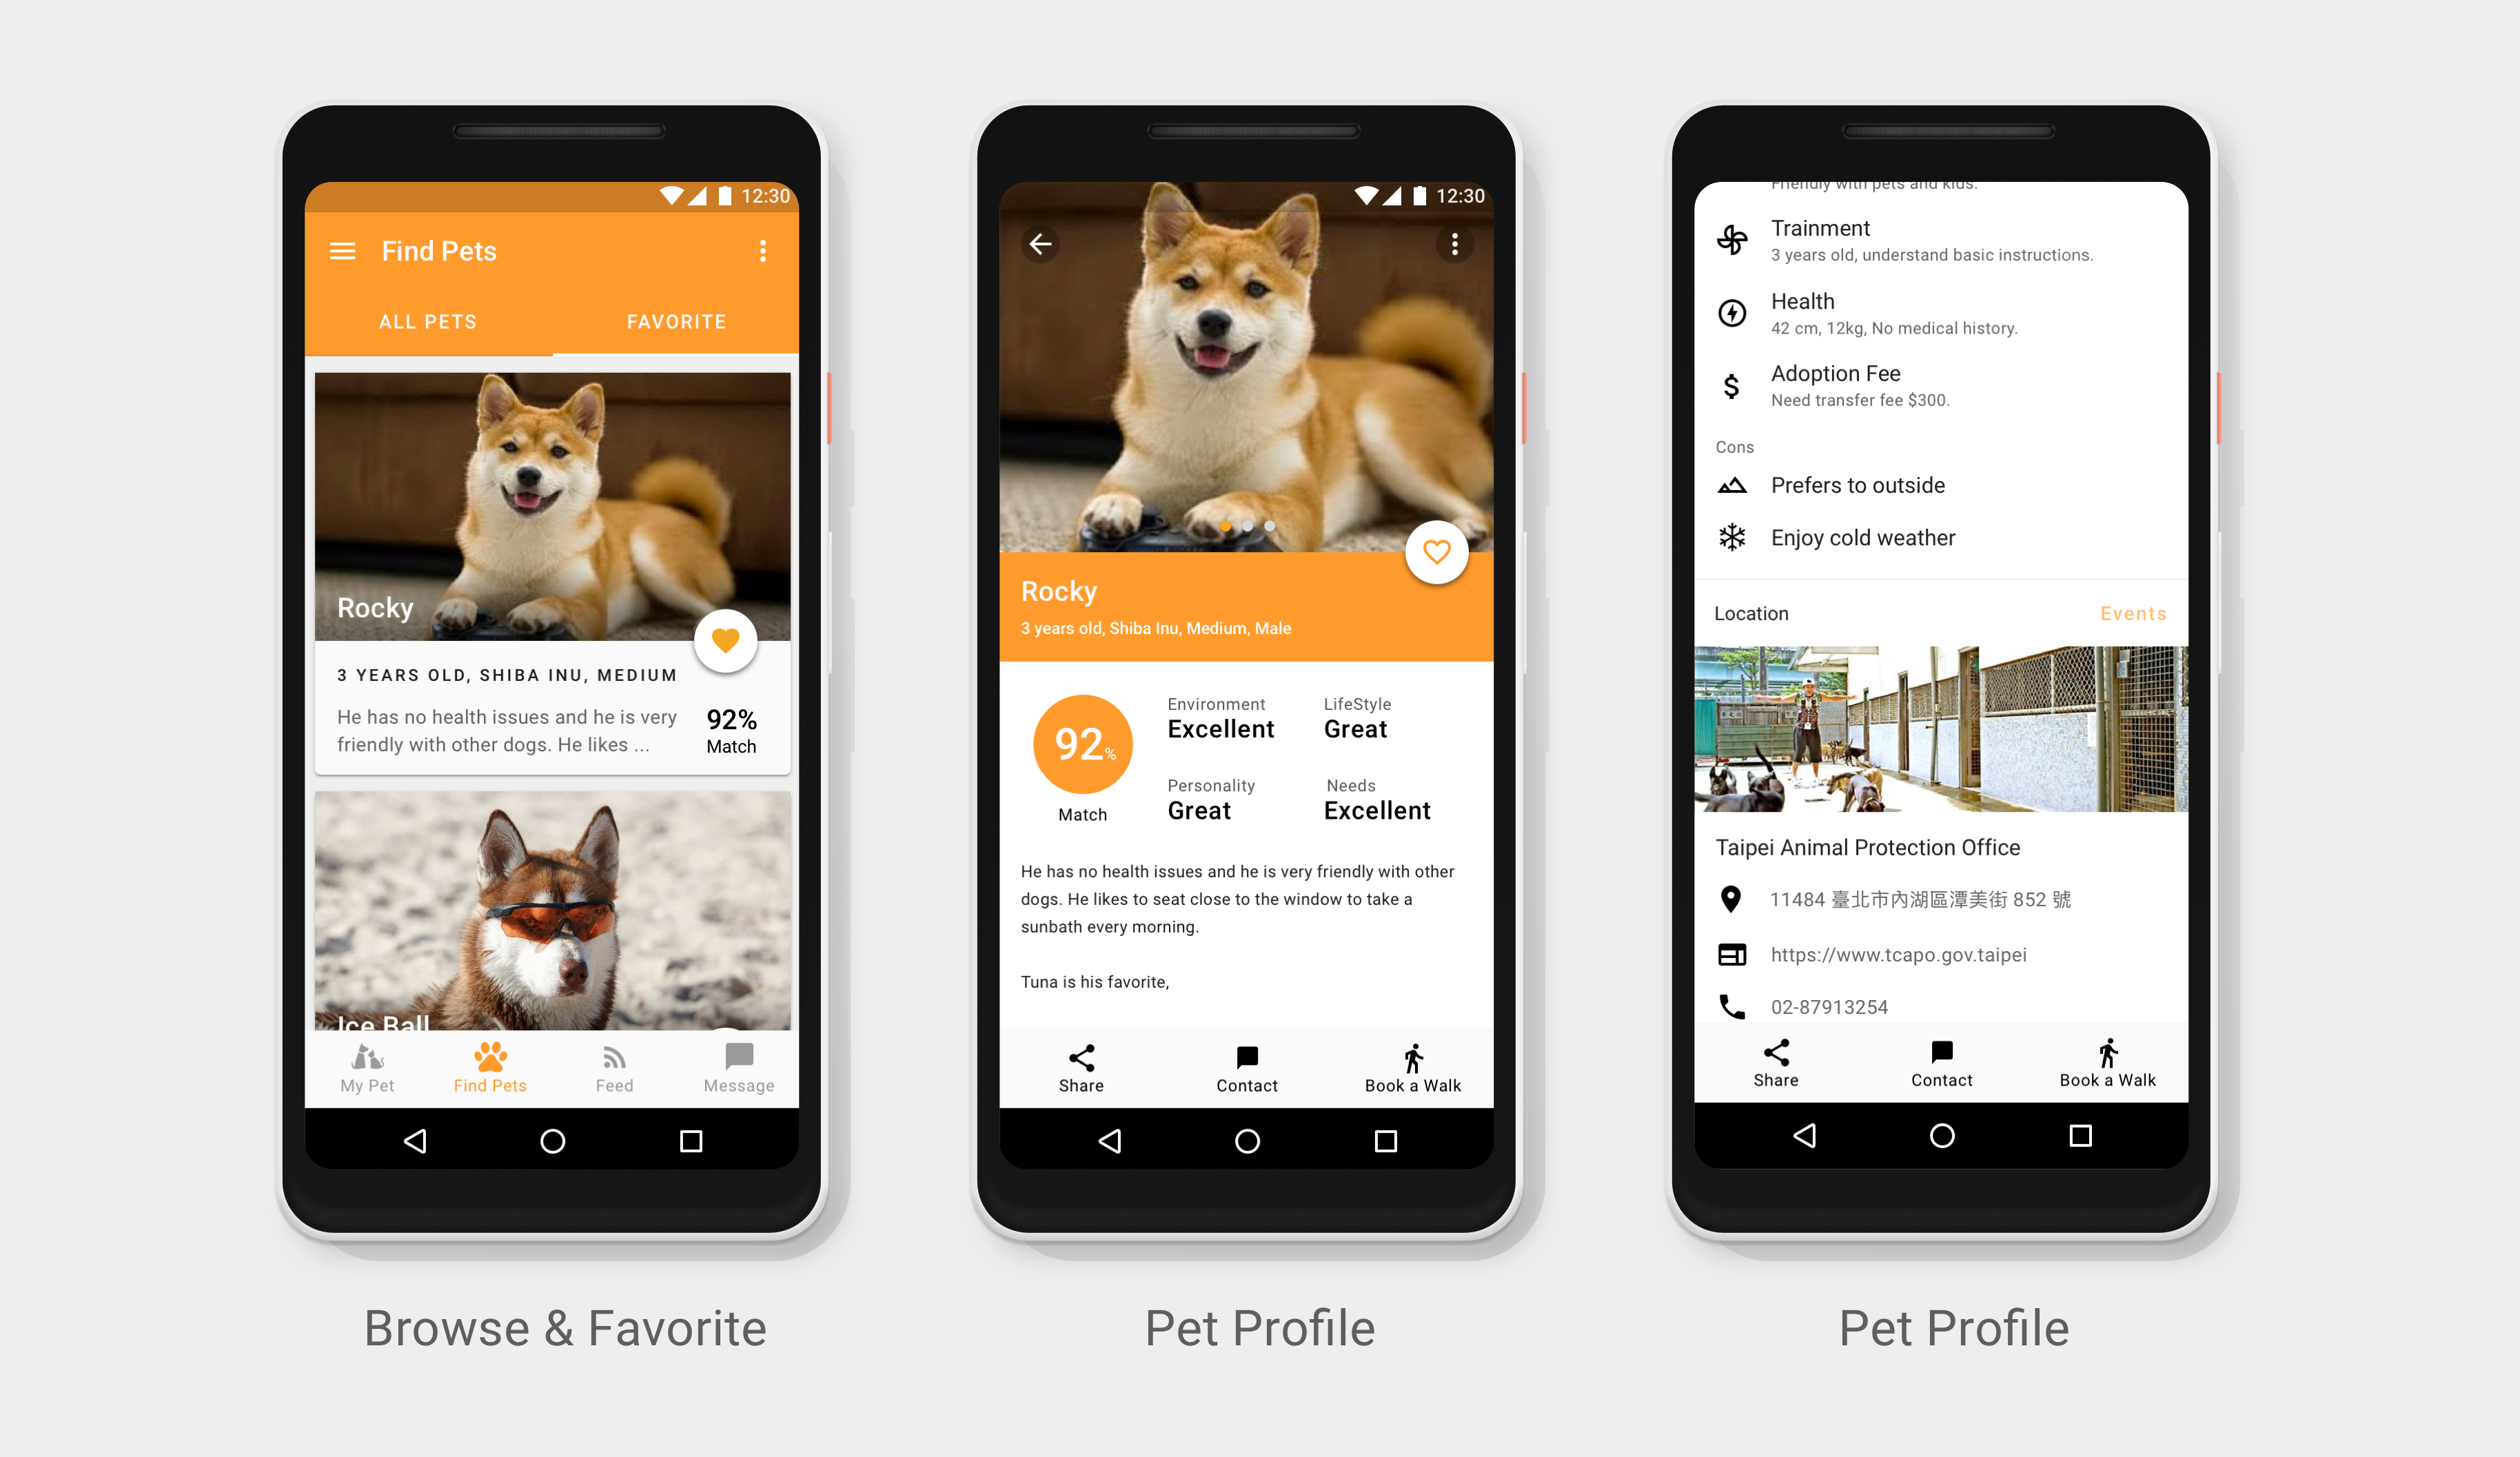 12:30
Find Pets
ALL PETS
FAVORITE
Rocky
3 YEARS OLD, SHIBA INU, MEDIUM
He has no health issues and he is very
friendly with other dogs. He likes ...
92%
Match
Ice Ball
My Pet
Find Pets
Feed
Message
Browse & Favorite
12:30
Rocky
3 years old, Shiba Inu, Medium, Male
92%
Match
Environment
Excellent
LifeStyle
Great
Personality
Great
Needs
Excellent
He has no health issues and he is very friendly with other
dogs. He likes to seat close to the window to take a
sunbath every morning.
Tuna is his favorite,
Share
Contact
Book a Walk
Pet Profile
Friendly with pets and kids.
Trainment
3 years old, understand basic instructions.
Health
42 cm, 12kg, No medical history.
Adoption Fee
Need transfer fee $300.
Cons
Prefers to outside
Enjoy cold weather
Location
Events
Taipei Animal Protection Office
11484 臺北市內湖區潭美街 852 號
https://www.tcapo.gov.taipei
02-87913254
Share
Contact
Book a Walk
Pet Profile